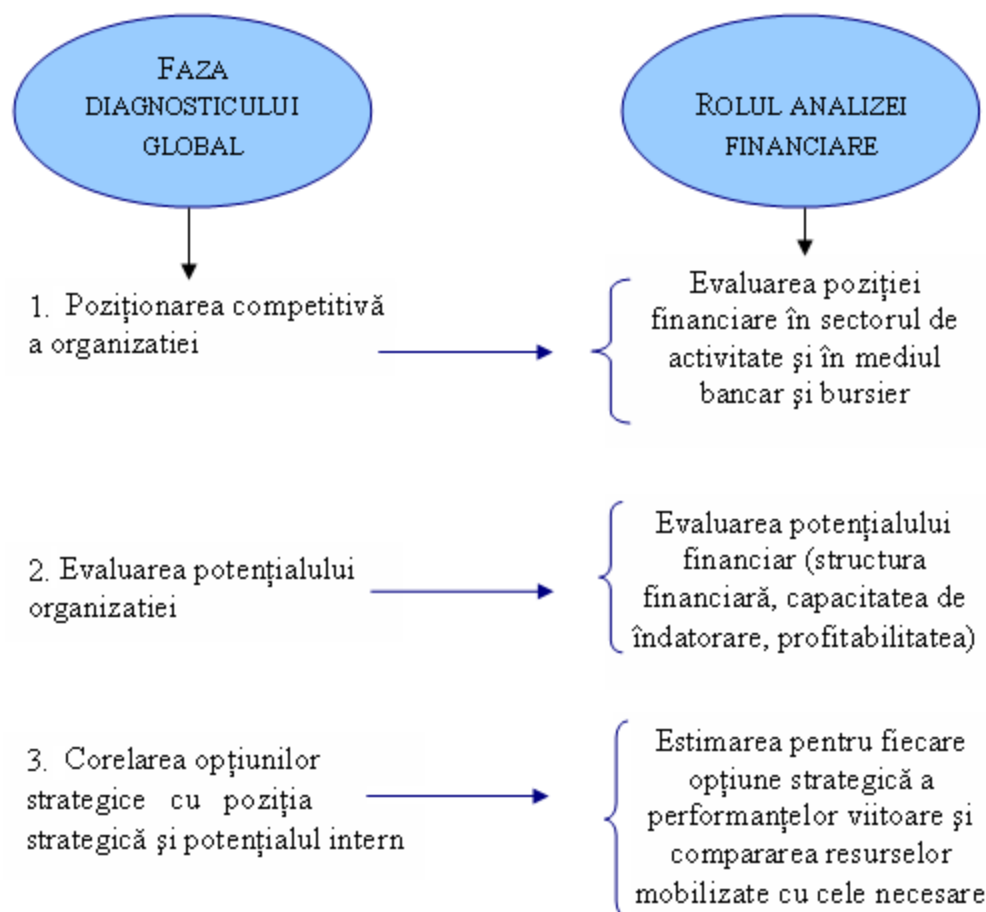 FAZA
DIAGNOSTICULUI
GLOBAL
ROLUL ANALIZEI
FINANCIARE
1. Poziţionarea competitivă
a organizatiei
Evaluarea poziţiei
financiare în sectorul de
activitate şi în mediul
bancar şi bursier
2. Evaluarea potenţialului
organizatiei
Evaluarea potenţialului
financiar (structura
financiară, capacitatea de
îndatorare, profitabilitatea)
3. Corelarea opţiunilor
strategice cu poziţia
strategică şi potenţialul intern
Estimarea pentru fiecare
opţiune strategică a
performanţelor viitoare şi
compararea resurselor
mobilizate cu cele necesare